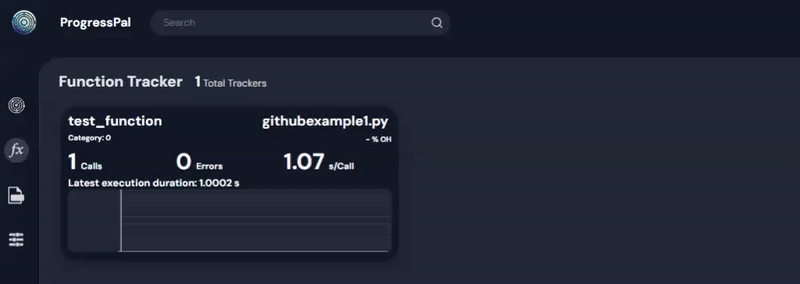 ProgressPal
Search
Function Tracker 1 Total Trackers
test_function githubexample1.py
Category: 0 - % OH
1 Calls 0 Errors 1.07 s/Call
Latest execution duration: 1.0002 s
fx